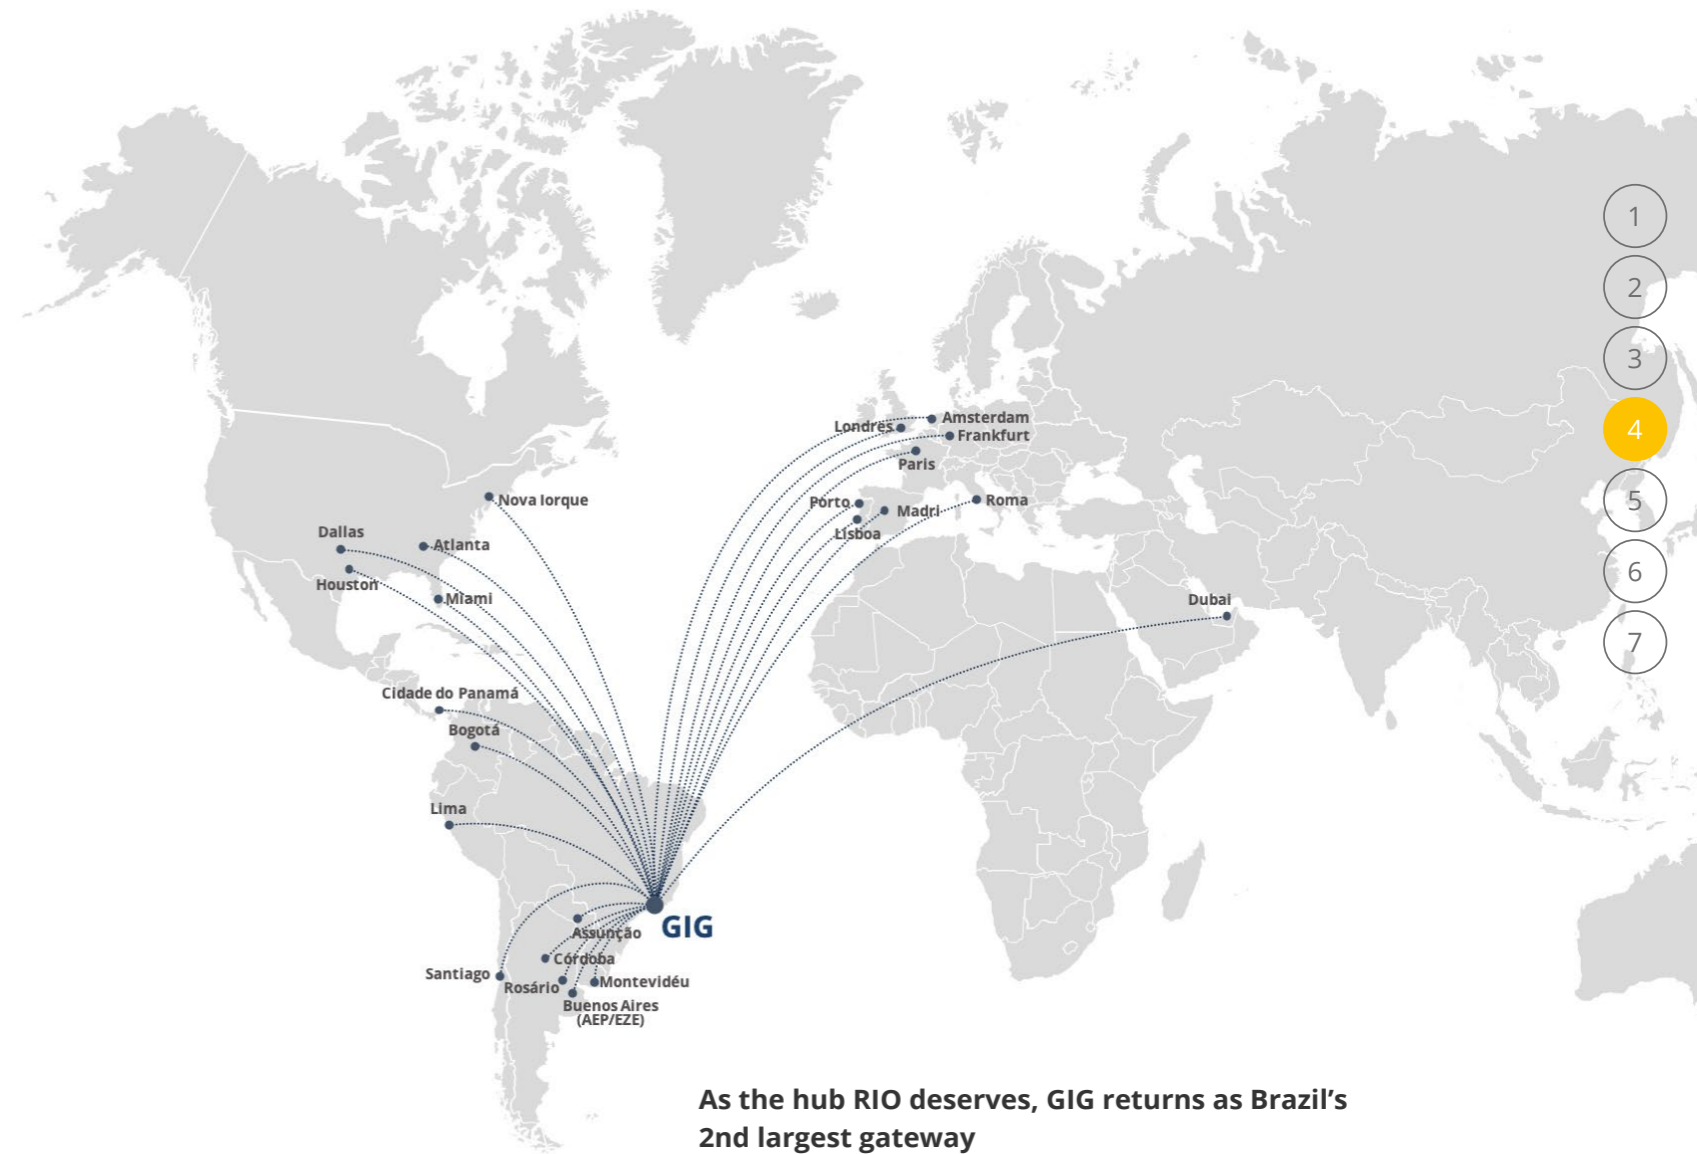 1
2
3
4
5
6
7
Londres
Amsterdam
Frankfurt
Paris
Porto
Madri
Roma
Lisboa
Nova Iorque
Dallas
Atlanta
Houston
Miami
Dubai
Cidade do Panamá
Bogotá
Lima
GIG
Assunção
Córdoba
Santiago
Rosário
Montevidéu
Buenos Aires
(AEP/EZE)
As the hub RIO deserves, GIG returns as Brazil’s
2nd largest gateway